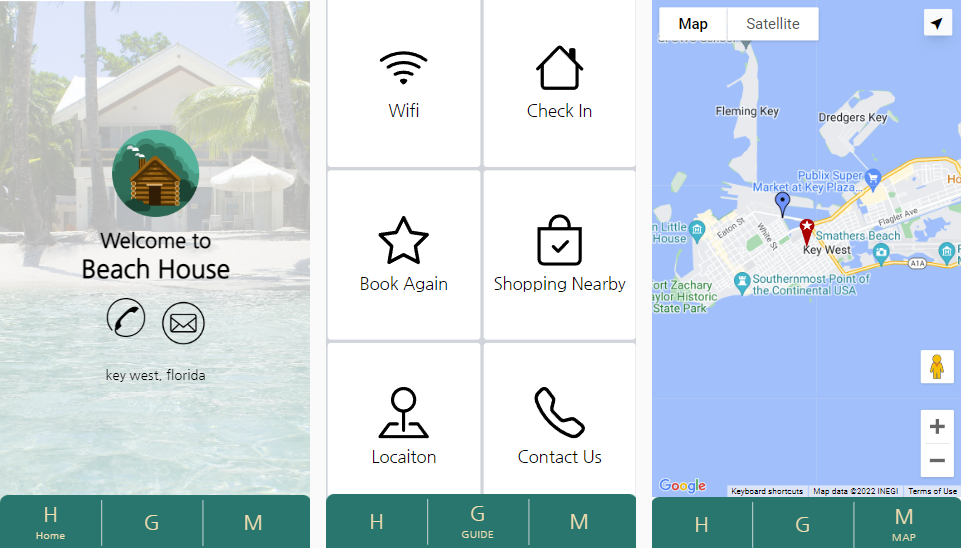 Welcome to
Beach House
key west, florida
H
Home
G
M
Wifi
Check In
Book Again
Shopping Nearby
Locaiton
Contact Us
H
G
GUIDE
M
Map
Satellite
Fleming Key
Dredgers Key
Publix Super
Market at Key Plaza...
Ho
Eaton St
White St
Flagler Ave
n Little
House
Smathers Beach
Key West
A1A
Southernmost Point of
the Continental USA
ort Zachary
aylor Historic
State Park
Google
Keyboard shortcuts
Map data ©2022 INEGI
Terms of Use
H
G
M
MAP